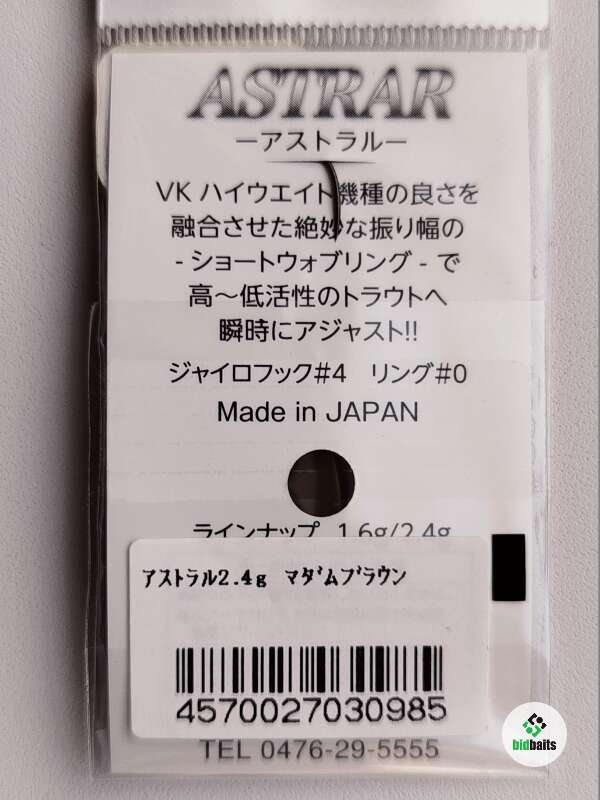 ASTRAR
ーアストラルー
VK ハイウエイト機種の良さを
融合させた絶妙な振り幅の
- ショートウォブリング - で
高～低活性のトラウトへ
瞬時にアジャスト!!
ジャイロフック#4 リング#0
Made in JAPAN
ラインナップ 1.6g/2.4g
ｱｽﾄﾗﾙ2.4g ﾏﾀﾞﾑﾌﾞﾗｳﾝ
4570027030985
TEL 0476-29-5555
bidbaits